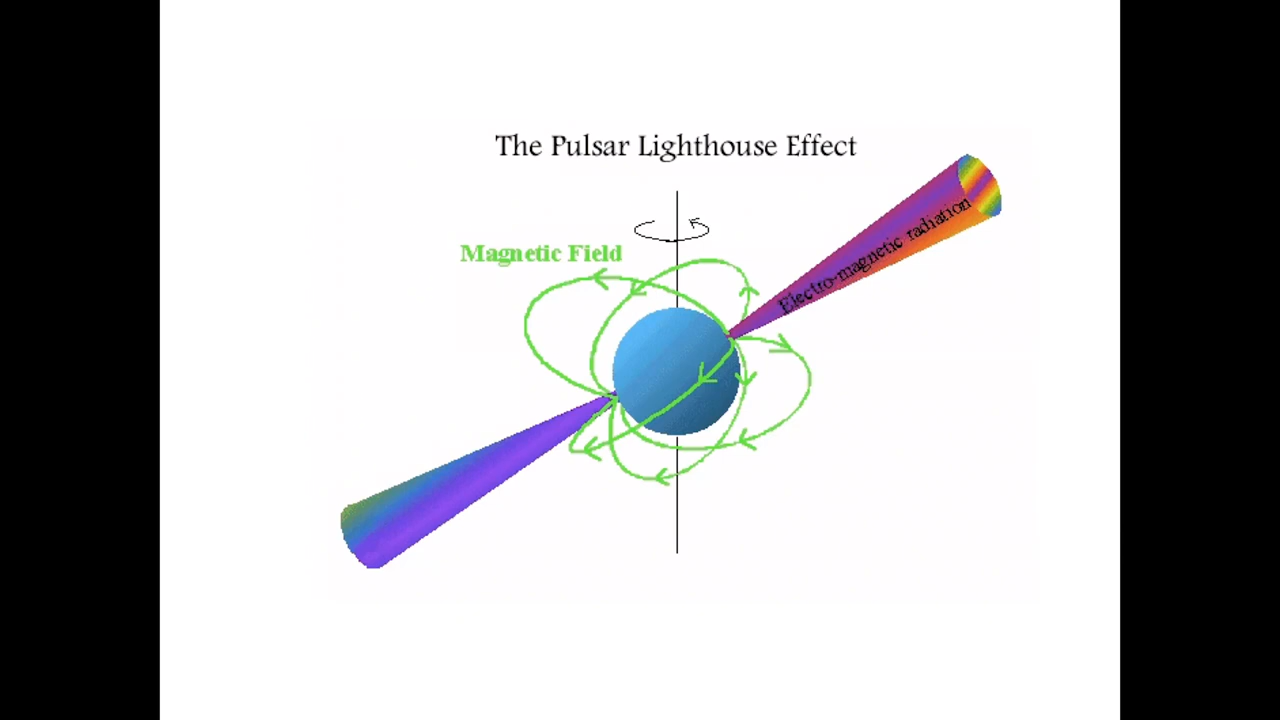 The Pulsar Lighthouse Effect
Magnetic Field
Electro-magnetic radiation